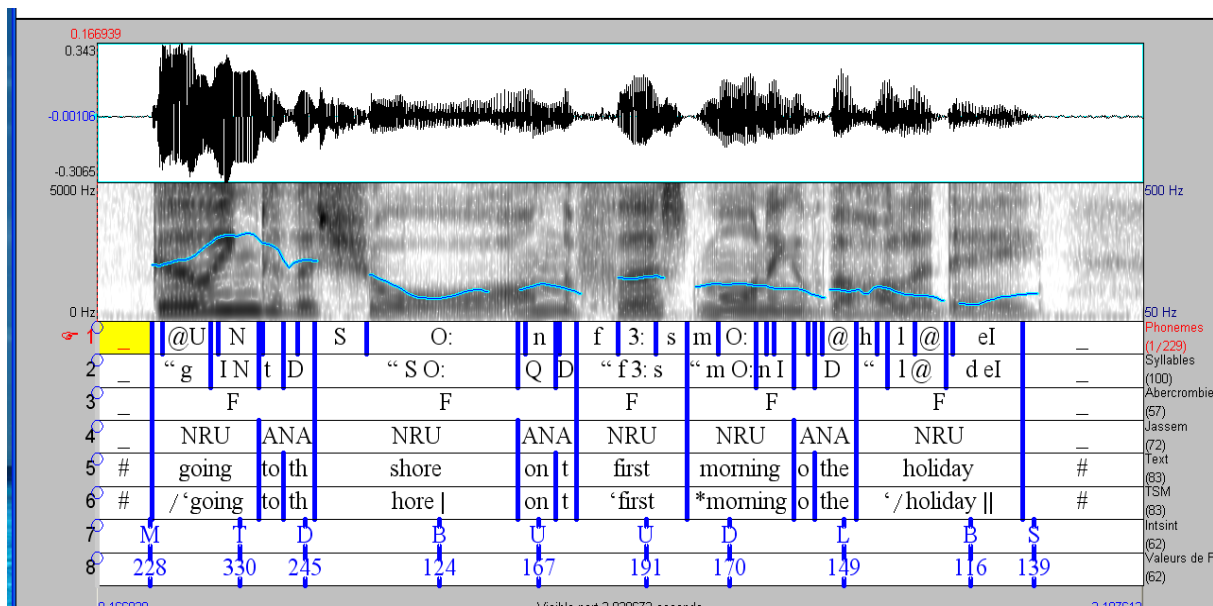 0.166939
0.343
-0.00106
-0.3065
5000 Hz 500 Hz
0 Hz 50 Hz
1 _ @U N S O: n f 3: s m O: @ h l @ eI _ Phonemes (1/229)
2 _ “ g I N t D “ S O: Q D “ f 3: s “ m O: n I D “ l @ d eI _ Syllables (100)
3 _ F F F F F _ Abercrombie (57)
4 _ NRU ANA NRU ANA NRU NRU ANA NRU _ Jassem (72)
5 # going to th shore on t first morning o the holiday # Text (83)
6 # /‘going to th hore | on t ‘first *morning o the ‘/holiday || # TSM (83)
7 M T D B U U D L B S Intsint (62)
8 228 330 245 124 167 191 170 149 116 139 Valeurs de F (62)